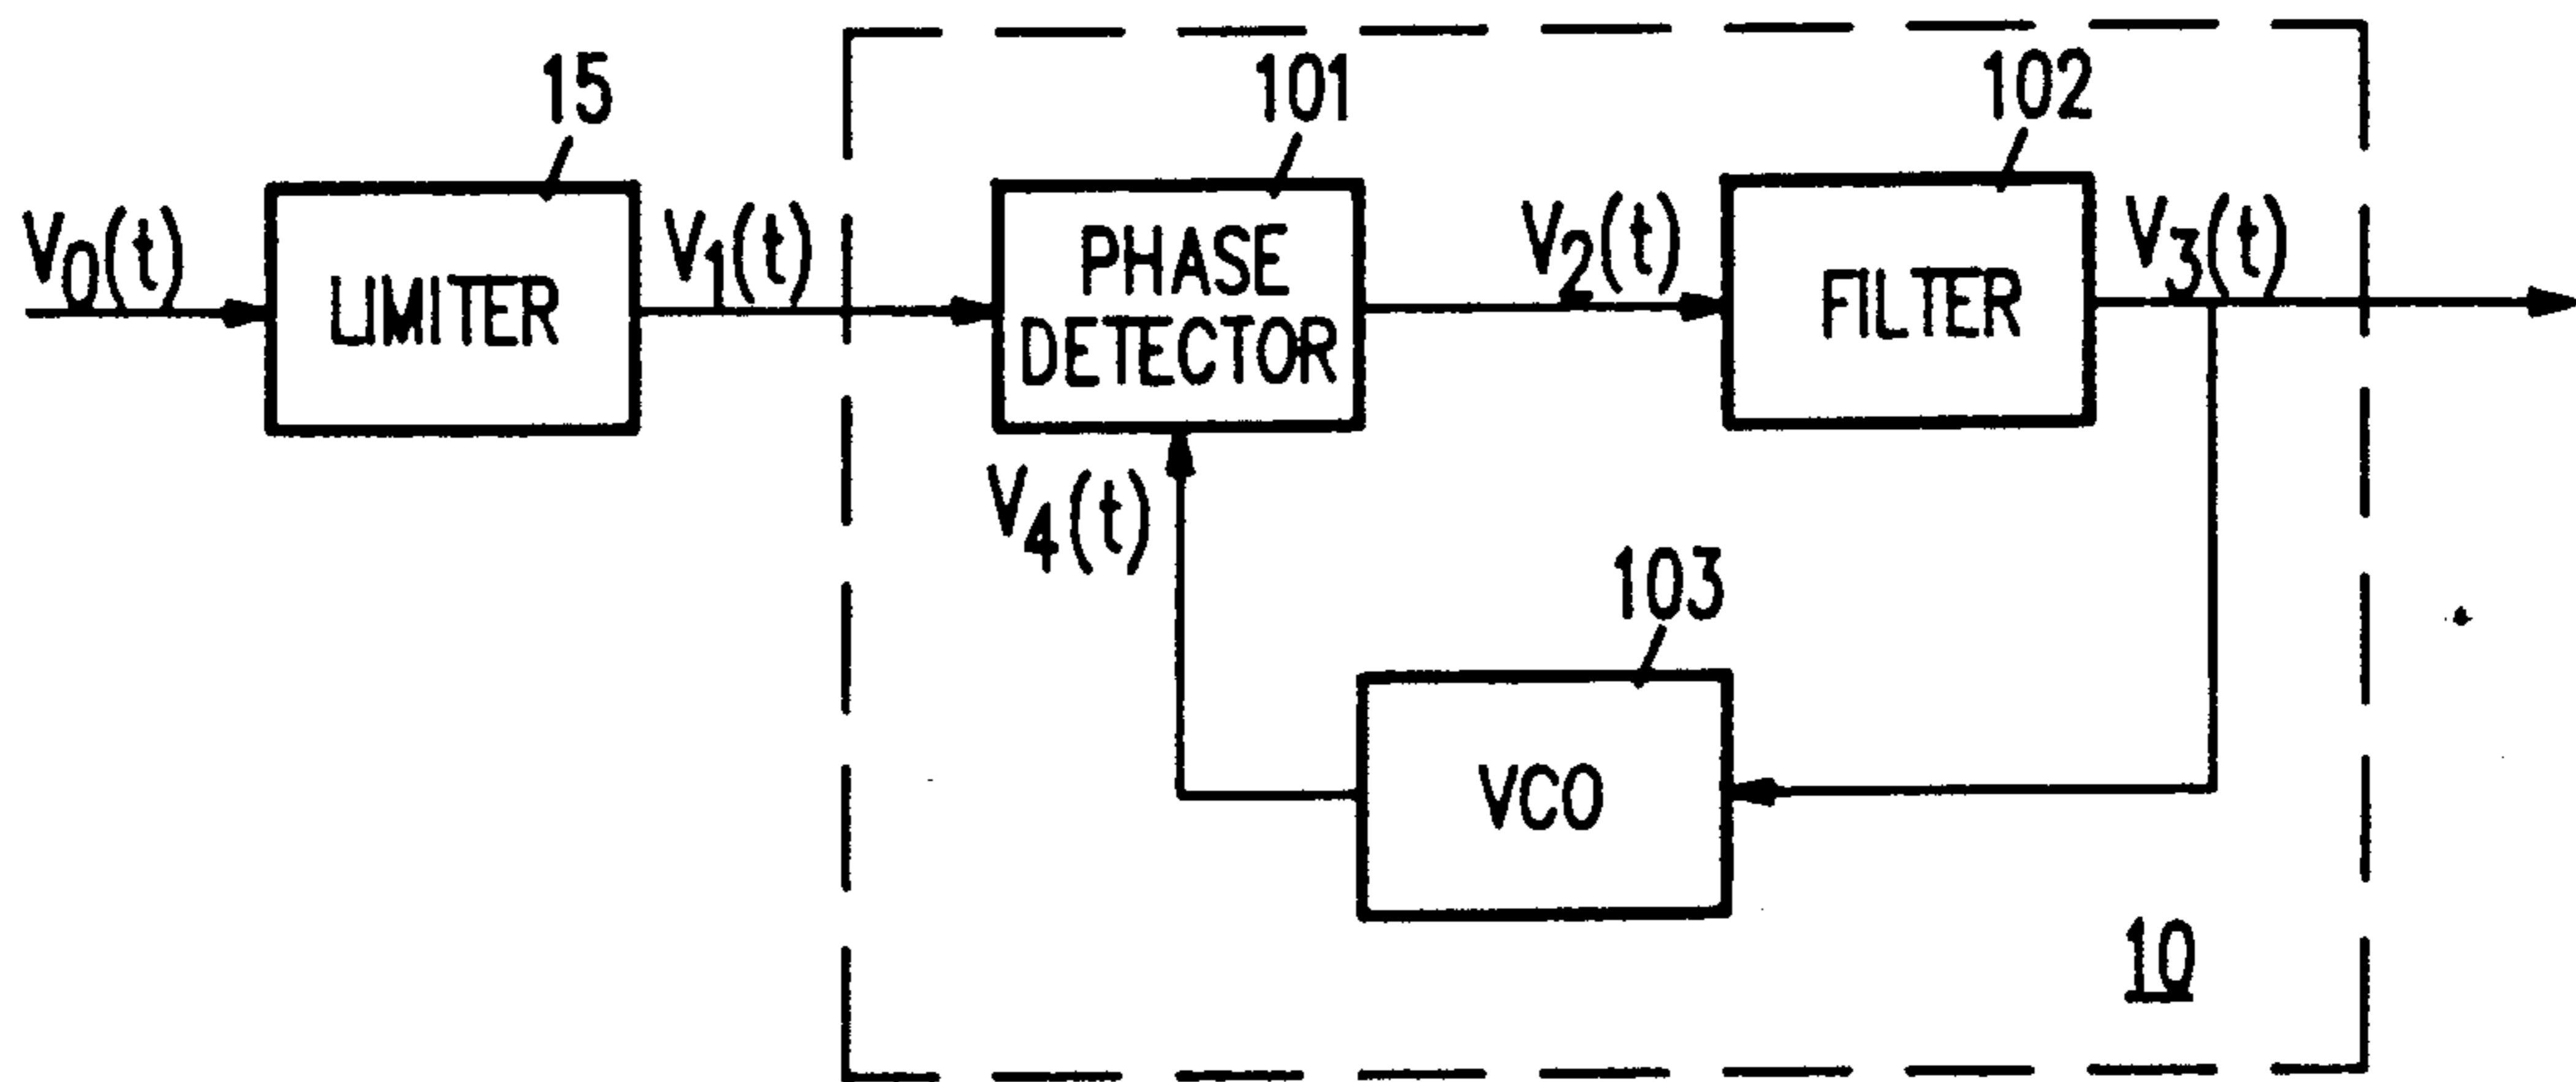 15
101
102
V0(t)
LIMITER
V1(t)
PHASE
DETECTOR
V2(t)
FILTER
V3(t)
V4(t)
103
VCO
10